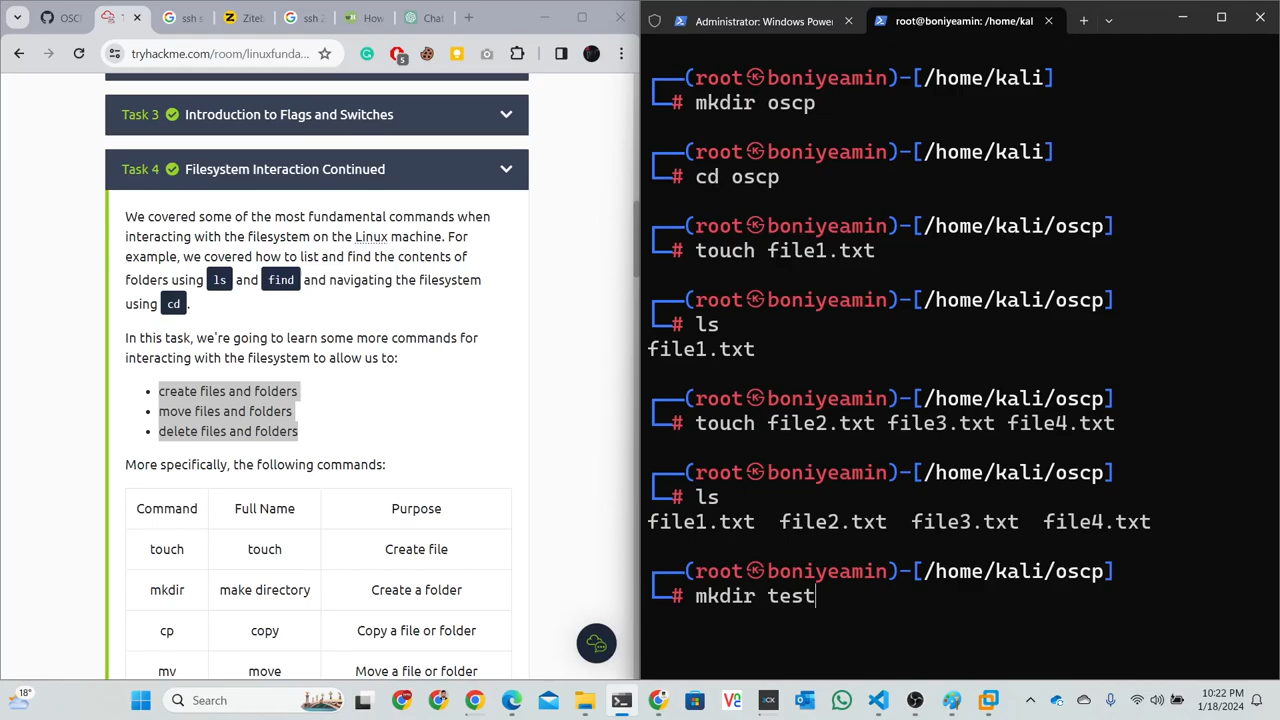 OSCP
ssh s
Ziteb
ssh 2
How
Chat
tryhackme.com/room/linuxfunda...
5
Task 3 Introduction to Flags and Switches
Task 4 Filesystem Interaction Continued
We covered some of the most fundamental commands when
interacting with the filesystem on the Linux machine. For
example, we covered how to list and find the contents of
folders using ls and find and navigating the filesystem
using cd.
In this task, we're going to learn some more commands for
interacting with the filesystem to allow us to:
• create files and folders
• move files and folders
• delete files and folders
More specifically, the following commands:
Command Full Name Purpose
touch touch Create file
mkdir make directory Create a folder
cp copy Copy a file or folder
mv move Move a file or folder
Administrator: Windows Power
root@boniyeamin: /home/kal
┌──(root㉿boniyeamin)-[/home/kali]
└─# mkdir oscp
┌──(root㉿boniyeamin)-[/home/kali]
└─# cd oscp
┌──(root㉿boniyeamin)-[/home/kali/oscp]
└─# touch file1.txt
┌──(root㉿boniyeamin)-[/home/kali/oscp]
└─# ls
file1.txt
┌──(root㉿boniyeamin)-[/home/kali/oscp]
└─# touch file2.txt file3.txt file4.txt
┌──(root㉿boniyeamin)-[/home/kali/oscp]
└─# ls
file1.txt file2.txt file3.txt file4.txt
┌──(root㉿boniyeamin)-[/home/kali/oscp]
└─# mkdir test
18°
Search
10:22 PM
1/18/2024